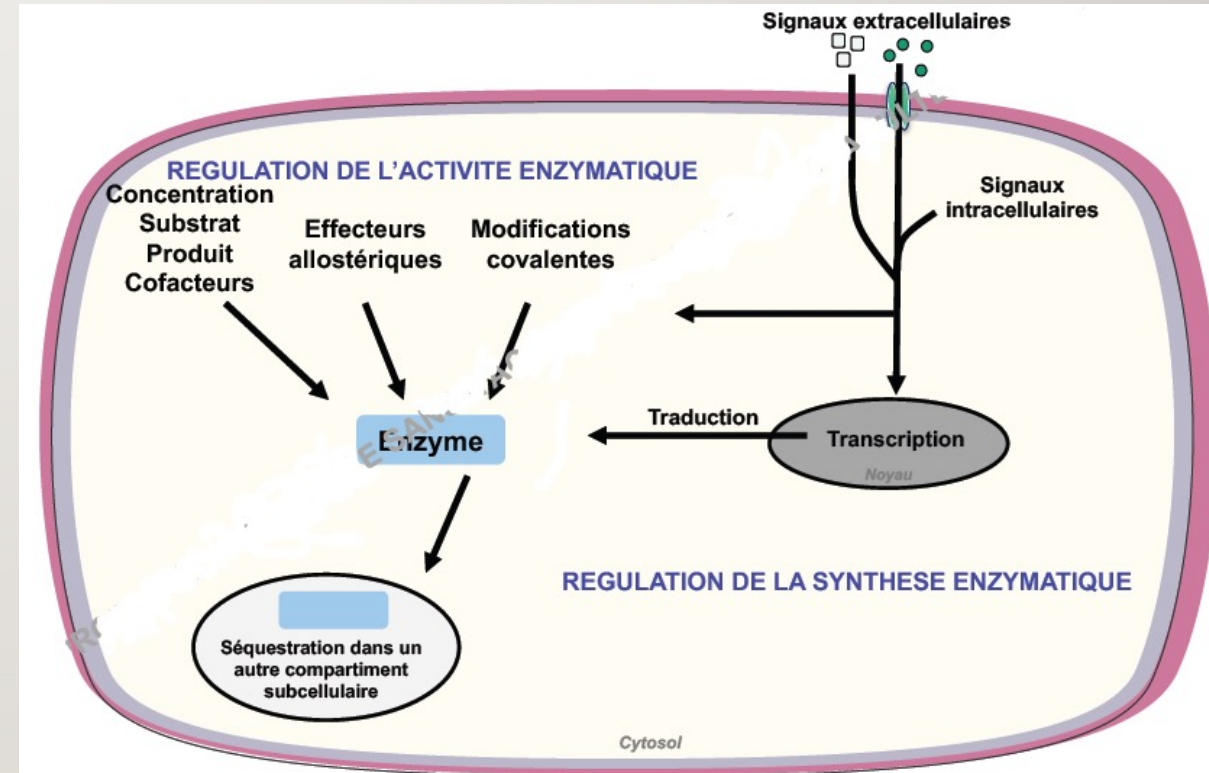 Signaux extracellulaires
REGULATION DE L'ACTIVITE ENZYMATIQUE
Concentration
Substrat
Produit
Cofacteurs
Effecteurs
allostériques
Modifications
covalentes
Signaux
intracellulaires
Enzyme
Traduction
Transcription
Noyau
REGULATION DE LA SYNTHESE ENZYMATIQUE
Séquestration dans un
autre compartiment
subcellulaire
Cytosol